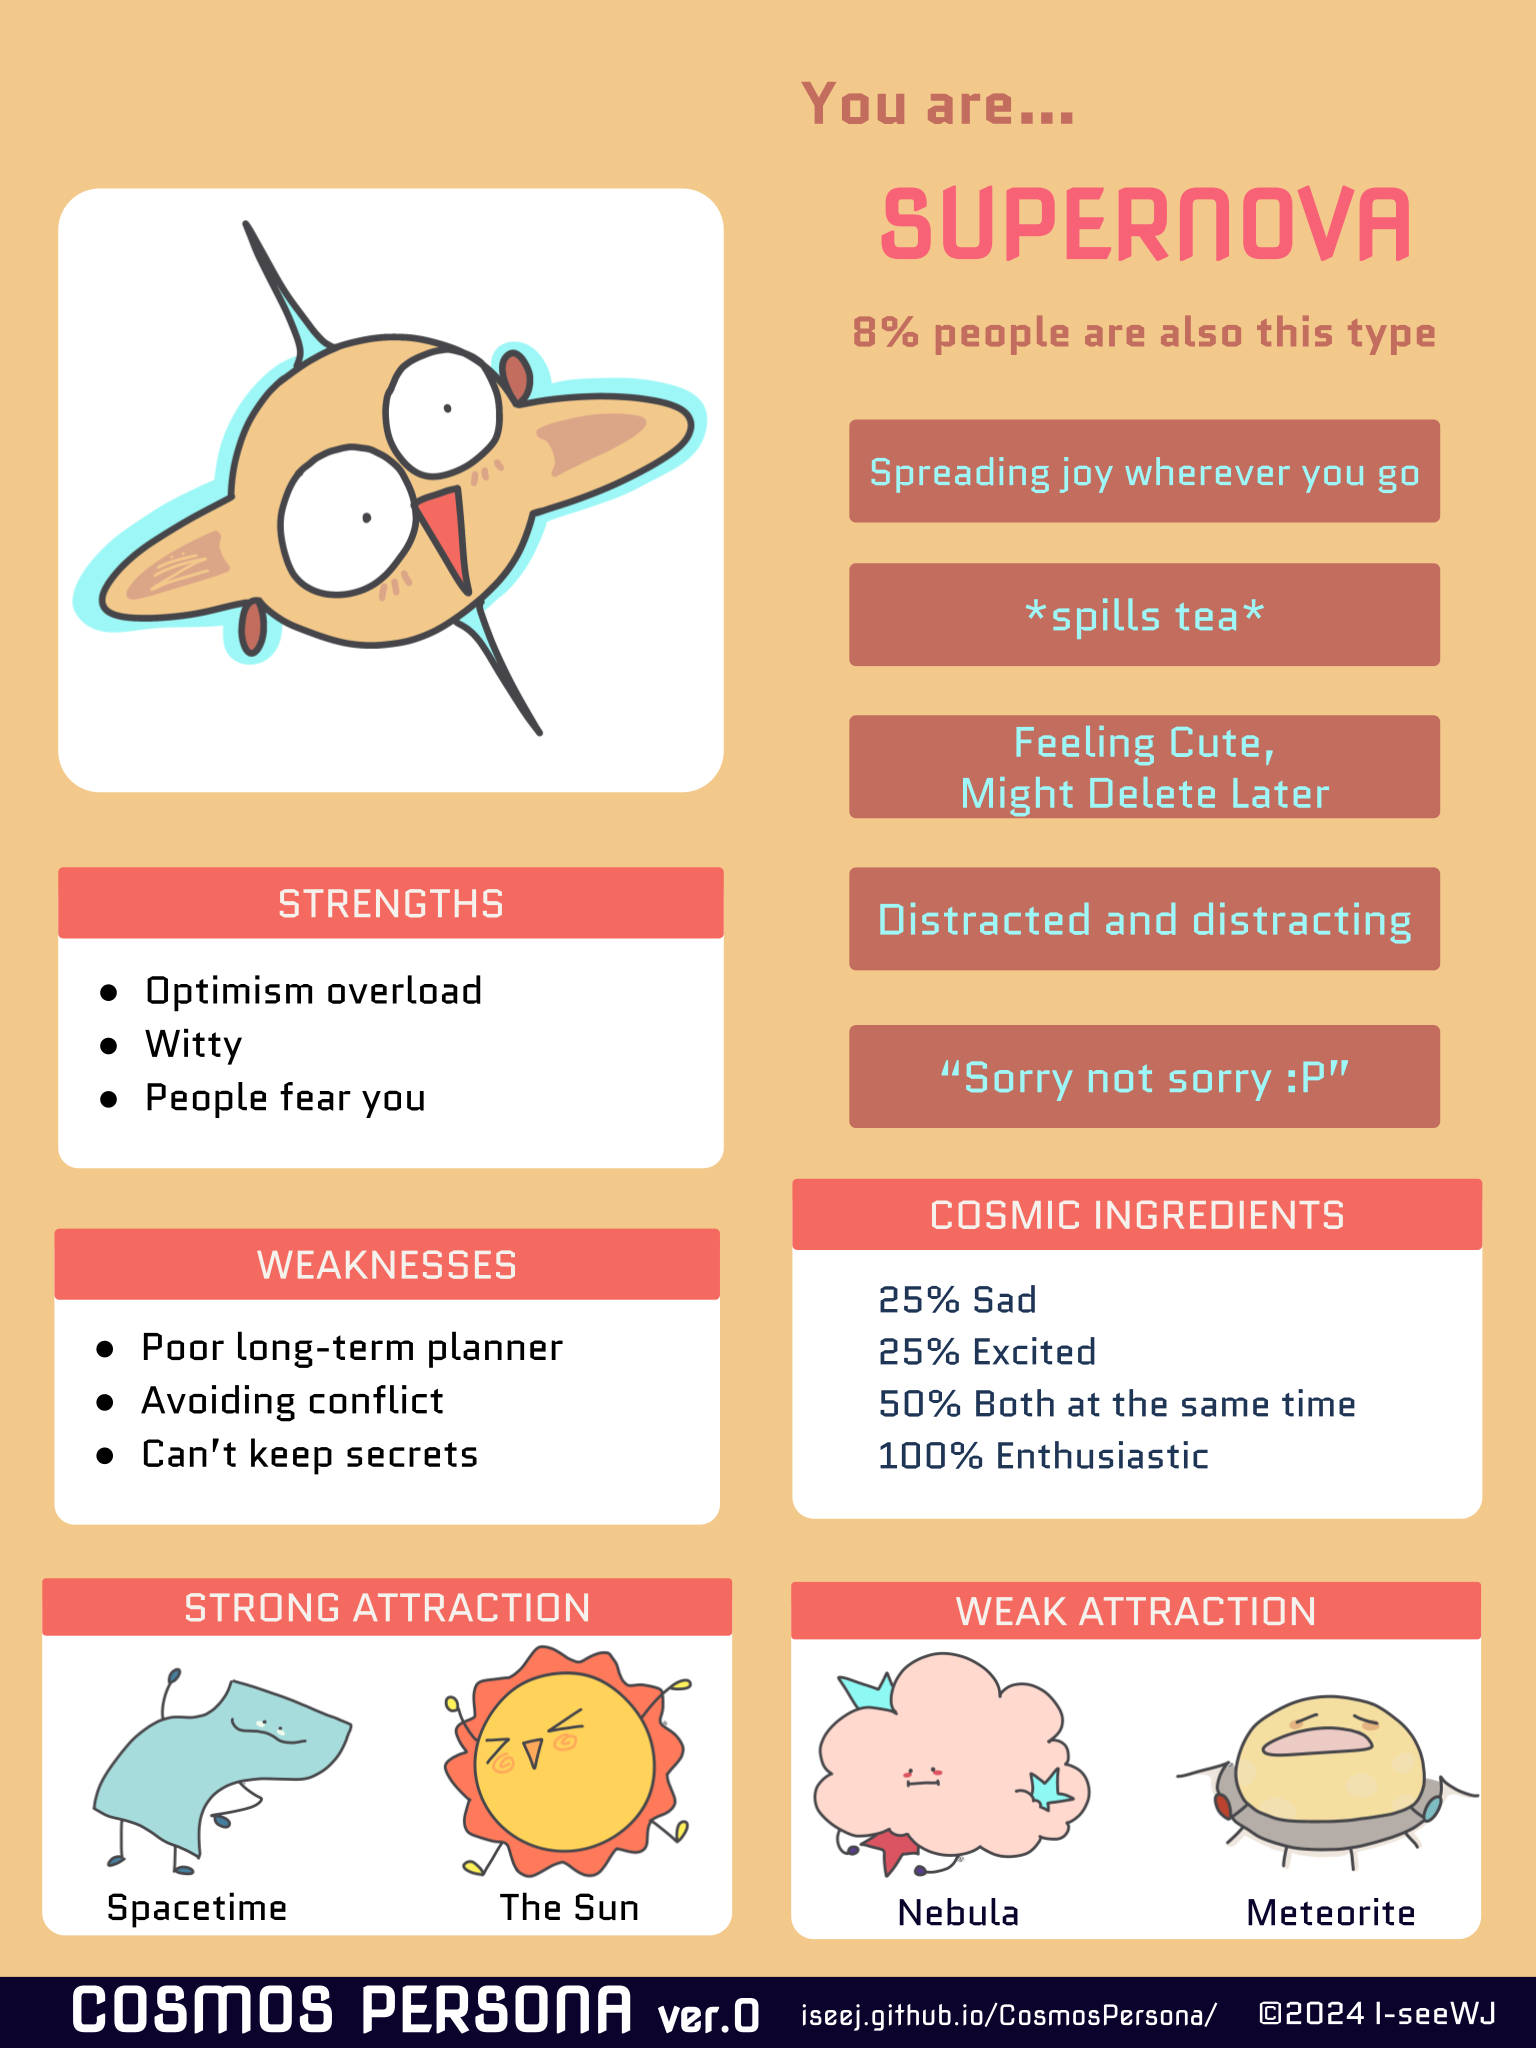 You are...
SUPERNOVA
8% people are also this type
Spreading joy wherever you go
*spills tea*
Feeling Cute,
Might Delete Later
Distracted and distracting
“Sorry not sorry :P”
STRENGTHS
● Optimism overload
● Witty
● People fear you
WEAKNESSES
● Poor long-term planner
● Avoiding conflict
● Can’t keep secrets
COSMIC INGREDIENTS
25% Sad
25% Excited
50% Both at the same time
100% Enthusiastic
STRONG ATTRACTION
Spacetime
The Sun
WEAK ATTRACTION
Nebula
Meteorite
COSMOS PERSONA ver.0
iseej.github.io/CosmosPersona/
©2024 I-seeWJ